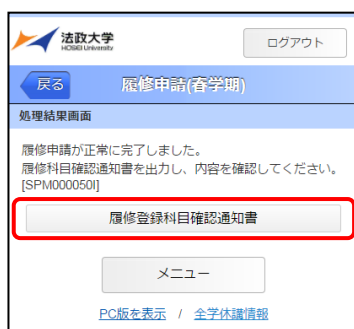 法政大学
HOSEI University
ログアウト
戻る
履修申請(春学期)
処理結果画面
履修申請が正常に完了しました。
履修科目確認通知書を出力し、内容を確認してください。
[SPM000050I]
履修登録科目確認通知書
メニュー
PC版を表示 / 全学休講情報